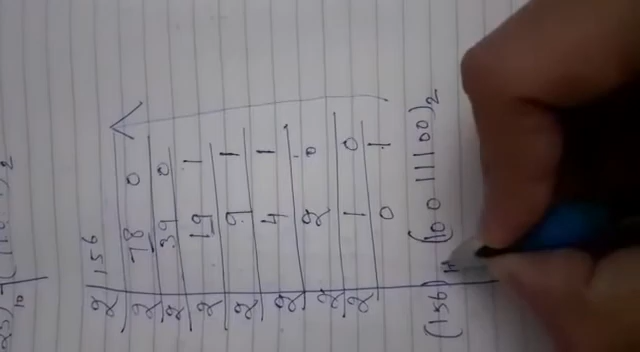 2 156
2 78 0
2 39 0
2 19 1
2 9 1
2 4 1
2 2 0
2 1 0
0 1
(156) = (10011100)2